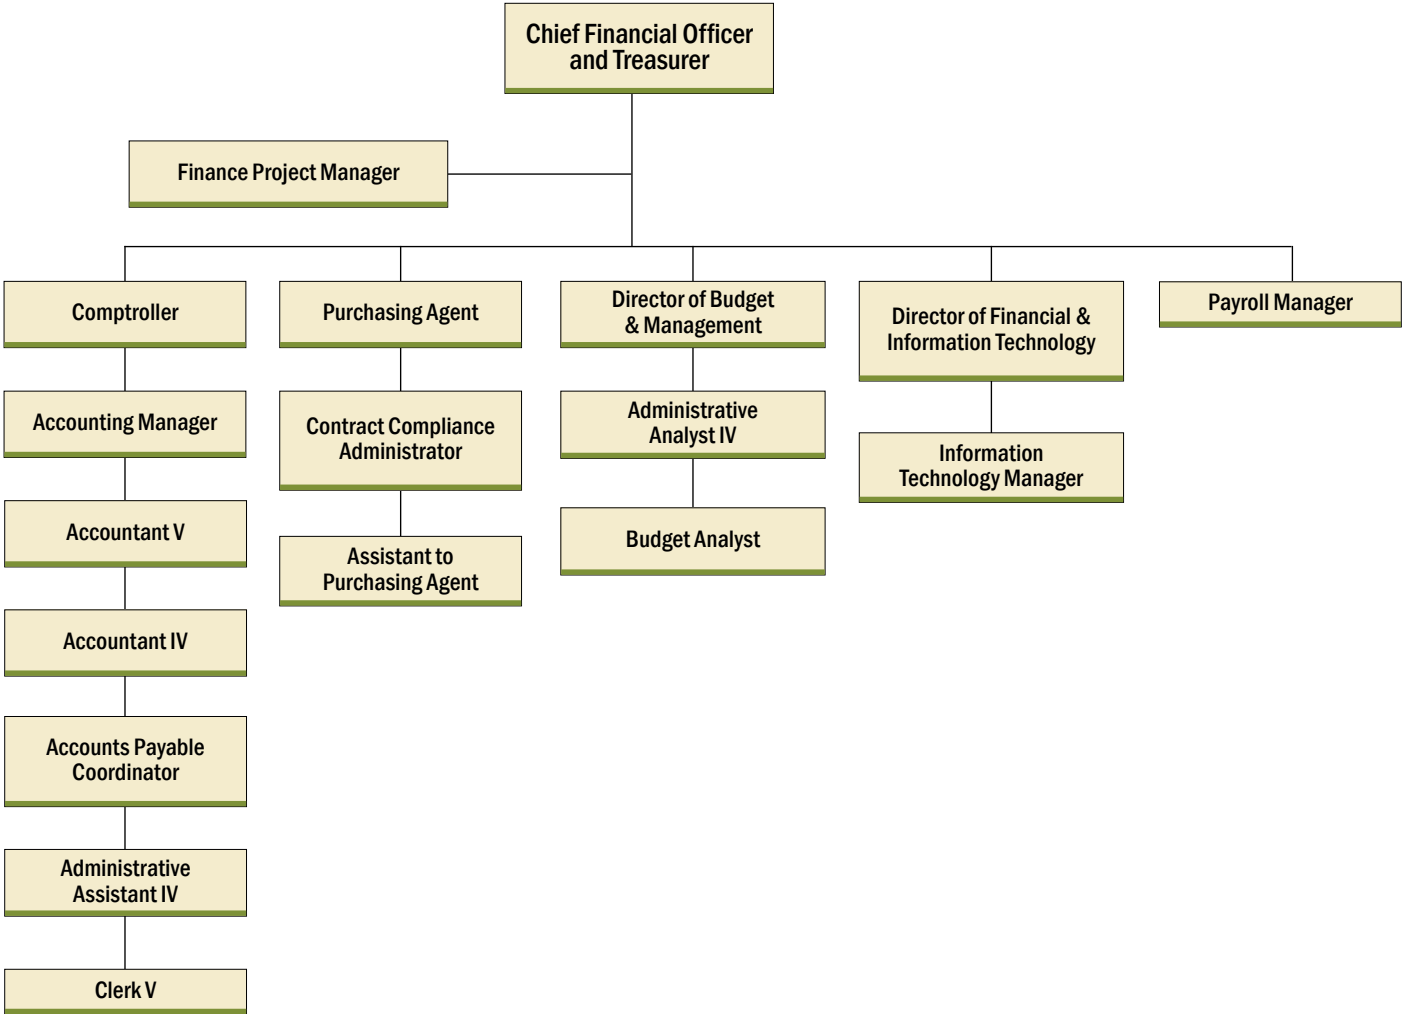 Chief Financial Officer
and Treasurer
Finance Project Manager
Comptroller
Accounting Manager
Accountant V
Accountant IV
Accounts Payable
Coordinator
Administrative
Assistant IV
Clerk V
Purchasing Agent
Contract Compliance
Administrator
Assistant to
Purchasing Agent
Director of Budget
& Management
Administrative
Analyst IV
Budget Analyst
Director of Financial &
Information Technology
Information
Technology Manager
Payroll Manager